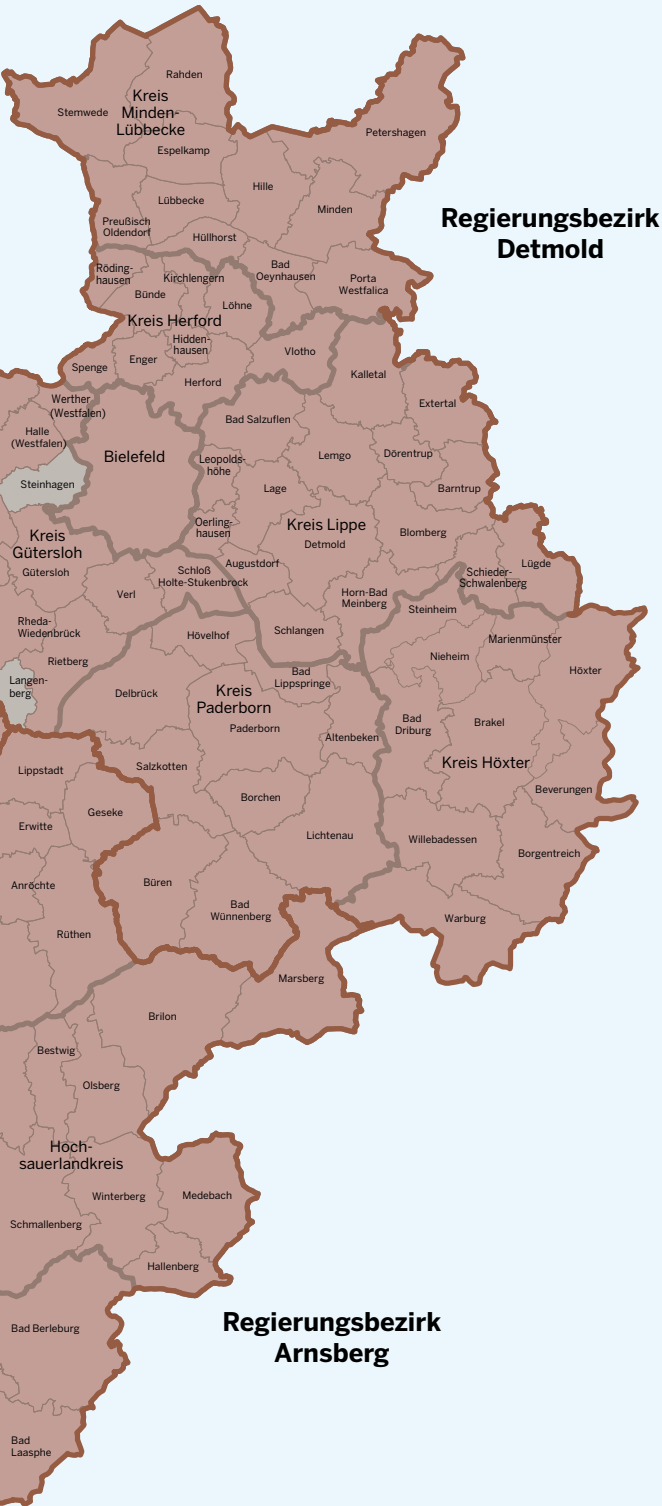 Rahden
Kreis
Minden-
Lübbecke
Stemwede
Petershagen
Espelkamp
Hille
Lübbecke
Minden
Preußisch
Oldendorf
Hüllhorst
Regierungsbezirk
Detmold
Bad
Oeynhausen
Porta
Westfalica
Röding-
hausen
Kirchlengern
Bünde
Löhne
Kreis Herford
Hidden-
hausen
Vlotho
Enger
Spenge
Herford
Kalletal
Werther
(Westfalen)
Extertal
Bad Salzuflen
Halle
(Westfalen)
Bielefeld
Leopolds-
höhe
Lemgo
Dörentrup
Steinhagen
Lage
Barntrup
Oerling-
hausen
Kreis Lippe
Detmold
Blomberg
Kreis
Gütersloh
Gütersloh
Schloß
Holte-Stukenbrock
Augustdorf
Lügde
Schieder-
Schwalenberg
Verl
Horn-Bad
Meinberg
Steinheim
Rheda-
Wiedenbrück
Hövelhof
Schlangen
Marienmünster
Nieheim
Rietberg
Höxter
Langen-
berg
Bad
Lippspringe
Delbrück
Kreis
Paderborn
Paderborn
Bad
Driburg
Brakel
Altenbeken
Kreis Höxter
Lippstadt
Salzkotten
Beverungen
Borchen
Geseke
Erwitte
Lichtenau
Willebadessen
Borgentreich
Anröchte
Büren
Bad
Wünnenberg
Warburg
Rüthen
Marsberg
Brilon
Bestwig
Olsberg
Hoch-
sauerlandkreis
Winterberg
Medebach
Schmallenberg
Hallenberg
Regierungsbezirk
Arnsberg
Bad Berleburg
Bad
Laasphe